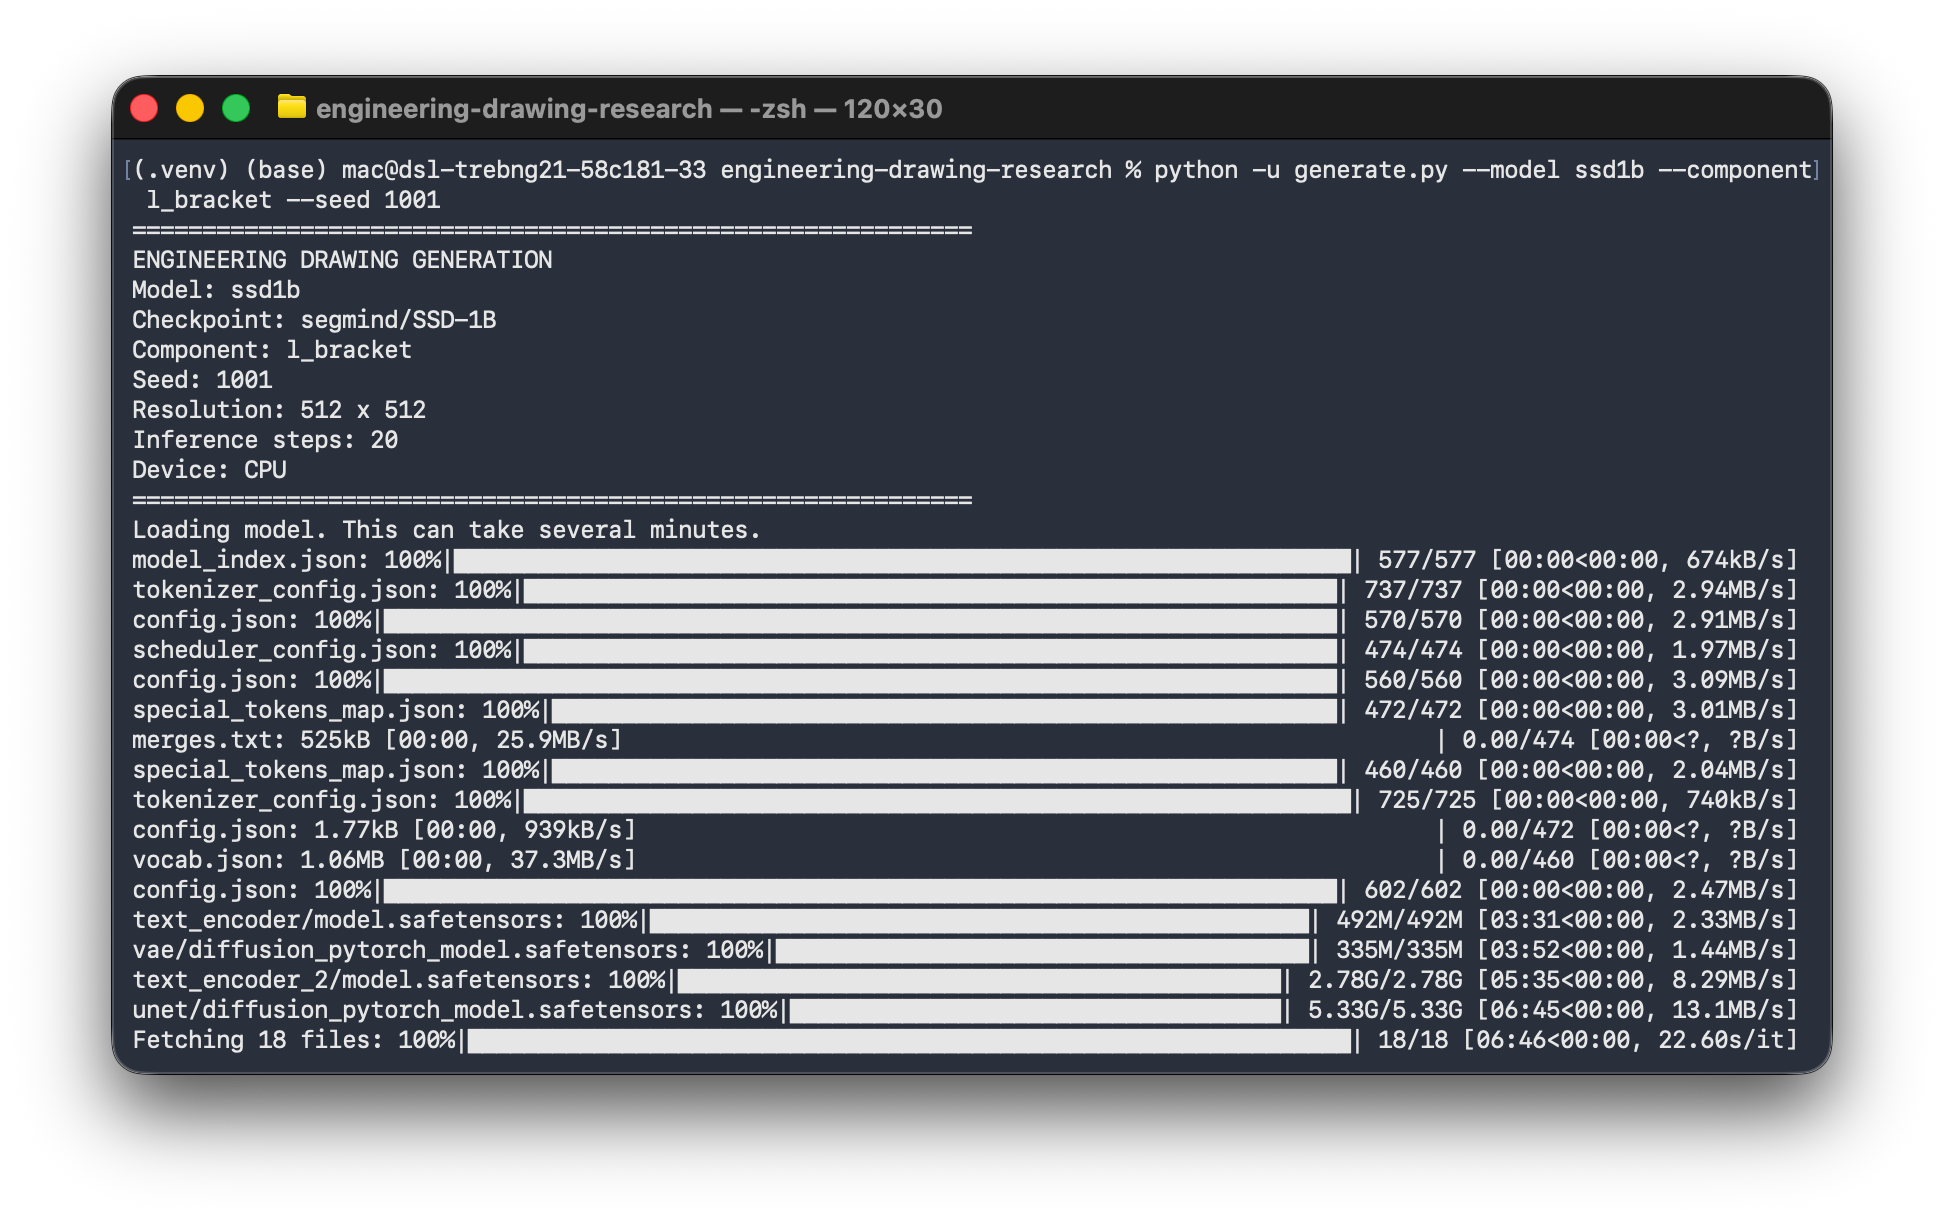 engineering-drawing-research — -zsh — 120×30
[(.venv) (base) mac@dsl-trebng21-58c181-33 engineering-drawing-research % python -u generate.py --model ssd1b --component]
l_bracket --seed 1001
============================================================
ENGINEERING DRAWING GENERATION
Model: ssd1b
Checkpoint: segmind/SSD-1B
Component: l_bracket
Seed: 1001
Resolution: 512 x 512
Inference steps: 20
Device: CPU
============================================================
Loading model. This can take several minutes.
model_index.json: 100%| | 577/577 [00:00<00:00, 674kB/s]
tokenizer_config.json: 100%| | 737/737 [00:00<00:00, 2.94MB/s]
config.json: 100%| | 570/570 [00:00<00:00, 2.91MB/s]
scheduler_config.json: 100%| | 474/474 [00:00<00:00, 1.97MB/s]
config.json: 100%| | 560/560 [00:00<00:00, 3.09MB/s]
special_tokens_map.json: 100%| | 472/472 [00:00<00:00, 3.01MB/s]
merges.txt: 525kB [00:00, 25.9MB/s] | 0.00/474 [00:00<?, ?B/s]
special_tokens_map.json: 100%| | 460/460 [00:00<00:00, 2.04MB/s]
tokenizer_config.json: 100%| | 725/725 [00:00<00:00, 740kB/s]
config.json: 1.77kB [00:00, 939kB/s] | 0.00/472 [00:00<?, ?B/s]
vocab.json: 1.06MB [00:00, 37.3MB/s] | 0.00/460 [00:00<?, ?B/s]
config.json: 100%| | 602/602 [00:00<00:00, 2.47MB/s]
text_encoder/model.safetensors: 100%| | 492M/492M [03:31<00:00, 2.33MB/s]
vae/diffusion_pytorch_model.safetensors: 100%| | 335M/335M [03:52<00:00, 1.44MB/s]
text_encoder_2/model.safetensors: 100%| | 2.78G/2.78G [05:35<00:00, 8.29MB/s]
unet/diffusion_pytorch_model.safetensors: 100%| | 5.33G/5.33G [06:45<00:00, 13.1MB/s]
Fetching 18 files: 100%| | 18/18 [06:46<00:00, 22.60s/it]